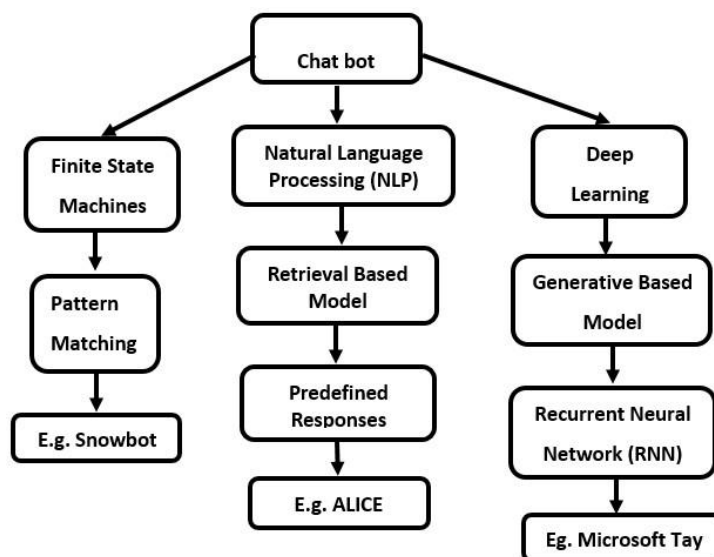 Chat bot
Finite State
Machines
Natural Language
Processing (NLP)
Deep
Learning
Pattern
Matching
Retrieval Based
Model
Generative Based
Model
E.g. Snowbot
Predefined
Responses
Recurrent Neural
Network (RNN)
E.g. ALICE
Eg. Microsoft Tay